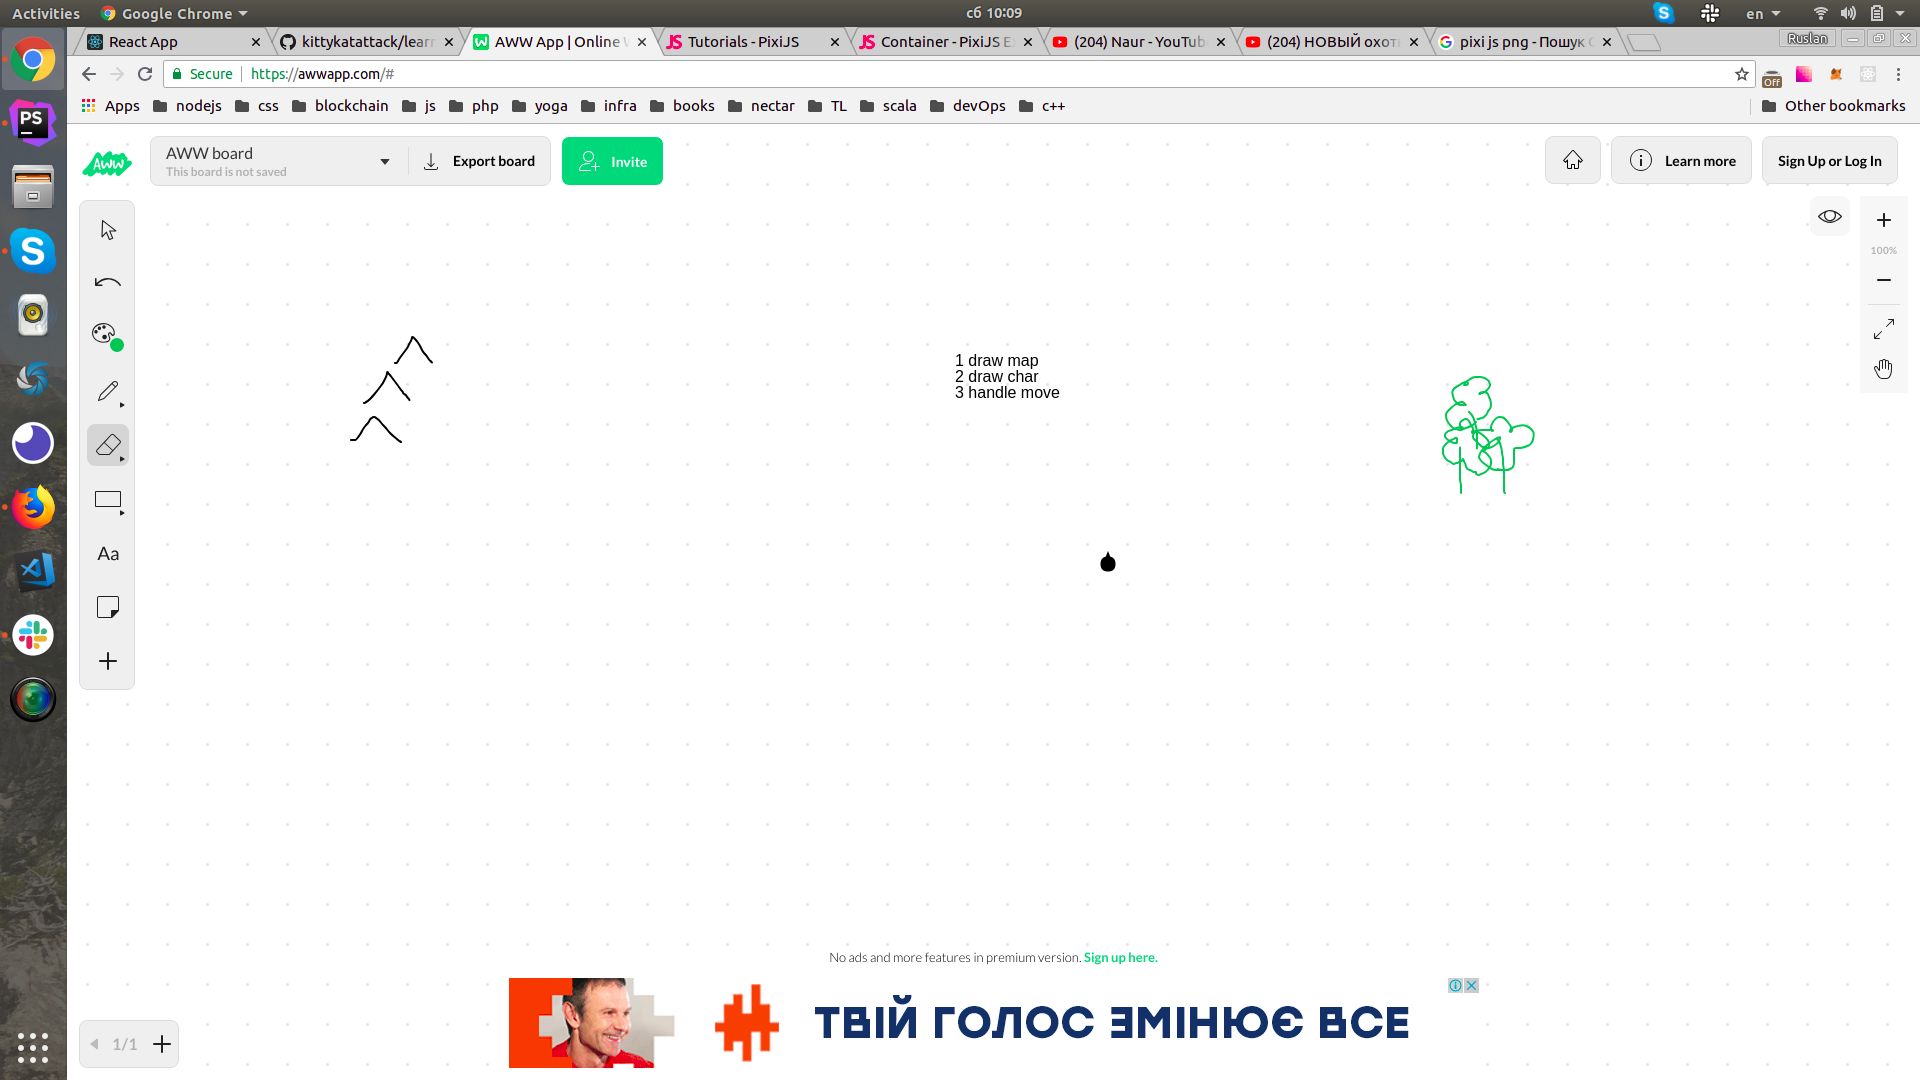 Activities Google Chrome сб 10:09 en
React App kittykatattack/lear AWW App | Online Tutorials - PixiJS Container - PixiJS E (204) Naur - YouTub (204) НОВЫЙ охот pixi js png - Пошук Ruslan
Secure https://awwapp.com/# Off
Apps nodejs css blockchain js php yoga infra books nectar TL scala devOps c++ Other bookmarks
AWW AWW board Export board Invite Learn more Sign Up or Log In
This board is not saved
100%
1 draw map
2 draw char
3 handle move
Aa
No ads and more features in premium version. Sign up here.
ТВІЙ ГОЛОС ЗМІНЮЄ ВСЕ
1/1